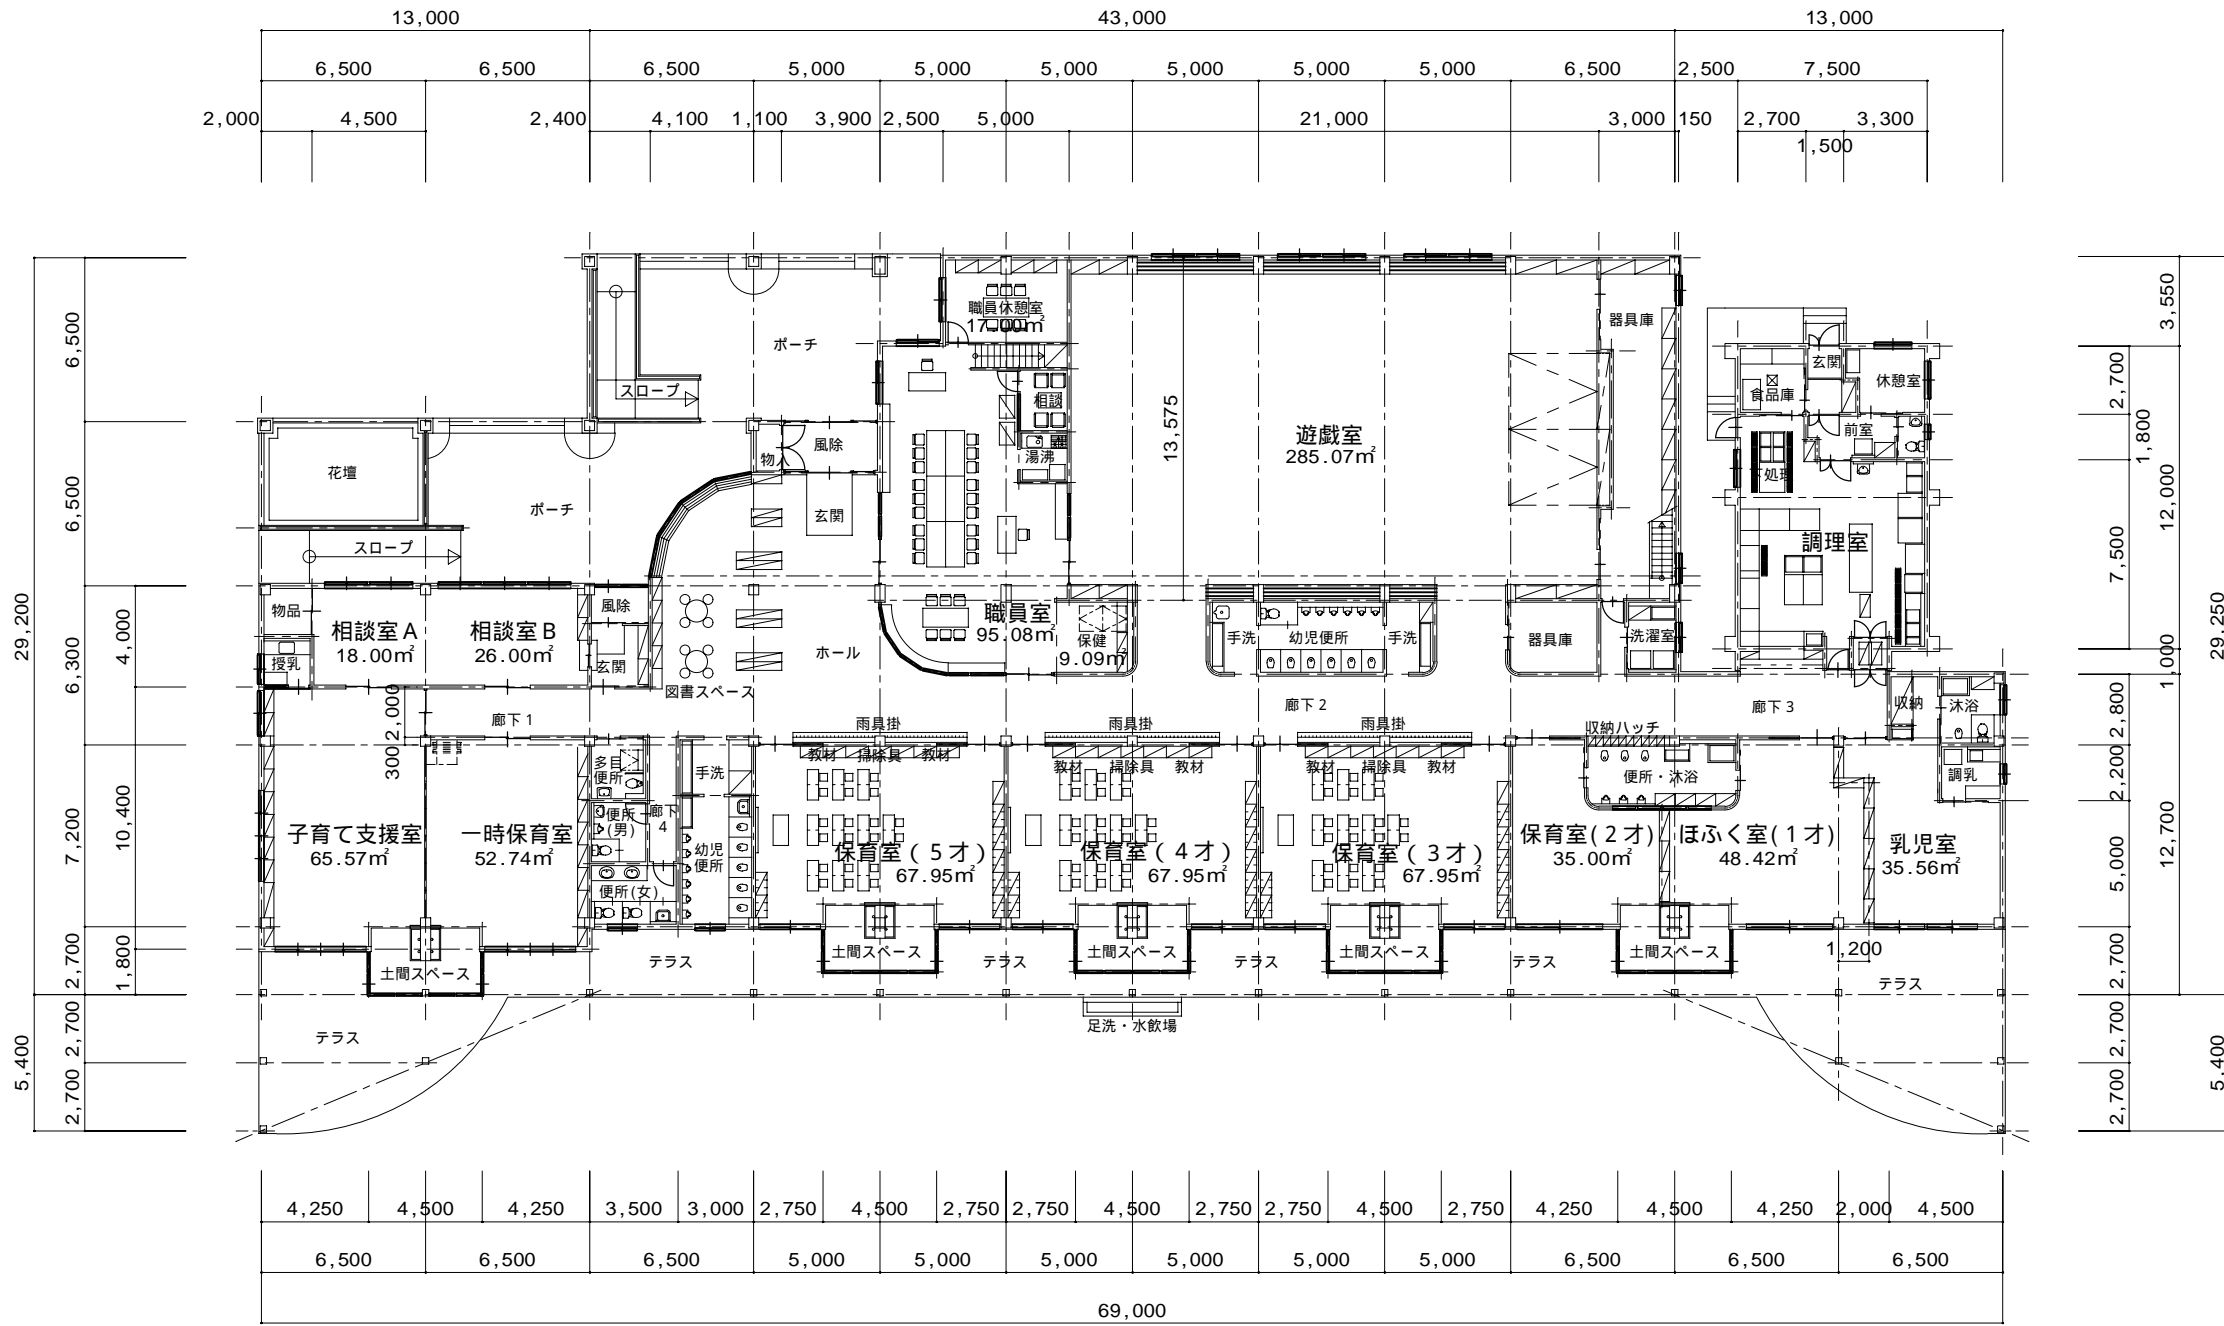 13,000 43,000 13,000
6,500 6,500 6,500 5,000 5,000 5,000 5,000 5,000 5,000 6,500 2,500 7,500
2,000 4,500 2,400 4,100 1,100 3,900 2,500 5,000 21,000 3,000 150 2,700 3,300
1,500
29,200
5,400
6,500
6,500
6,300
7,200
2,700
2,700
2,700
4,000
10,400
1,800
3,550
2,700
1,800
12,000
7,500
1,000
2,800
2,200
5,000
12,700
2,700
2,700
2,700
29,250
5,400
職員休憩室
17.00㎡
器具庫
ポーチ
玄関
休憩室
食品庫
スロープ
相談
13,575
遊戯室
285.07㎡
前室
風除
物入
湯沸
花壇
ポーチ
玄関
スロープ
調理室
物品
風除
相談室A
18.00㎡
相談室B
26.00㎡
授乳
玄関
ホール
図書スペース
職員室
95.08㎡
保健
9.09㎡
手洗
幼児便所
手洗
器具庫
洗濯室
2,000
300
廊下1
廊下2
廊下3
収納
沐浴
雨具掛
雨具掛
雨具掛
収納ハッチ
教材 掃除具 教材
教材 掃除具 教材
教材 掃除具 教材
多目
便所
手洗
便所・沐浴
調乳
便所
(男)
廊下
4
子育て支援室
65.57㎡
一時保育室
52.74㎡
幼児
便所
便所(女)
保育室(5才)
67.95㎡
保育室(4才)
67.95㎡
保育室(3才)
67.95㎡
保育室(2才)
35.00㎡
ほふく室(1才)
48.42㎡
乳児室
35.56㎡
1,200
土間スペース
テラス
土間スペース
テラス
土間スペース
テラス
土間スペース
テラス
土間スペース
テラス
テラス
足洗・水飲場
4,250 4,500 4,250 3,500 3,000 2,750 4,500 2,750 2,750 4,500 2,750 2,750 4,500 2,750 4,250 4,500 4,250 2,000 4,500
6,500 6,500 6,500 5,000 5,000 5,000 5,000 5,000 5,000 6,500 6,500 6,500
69,000